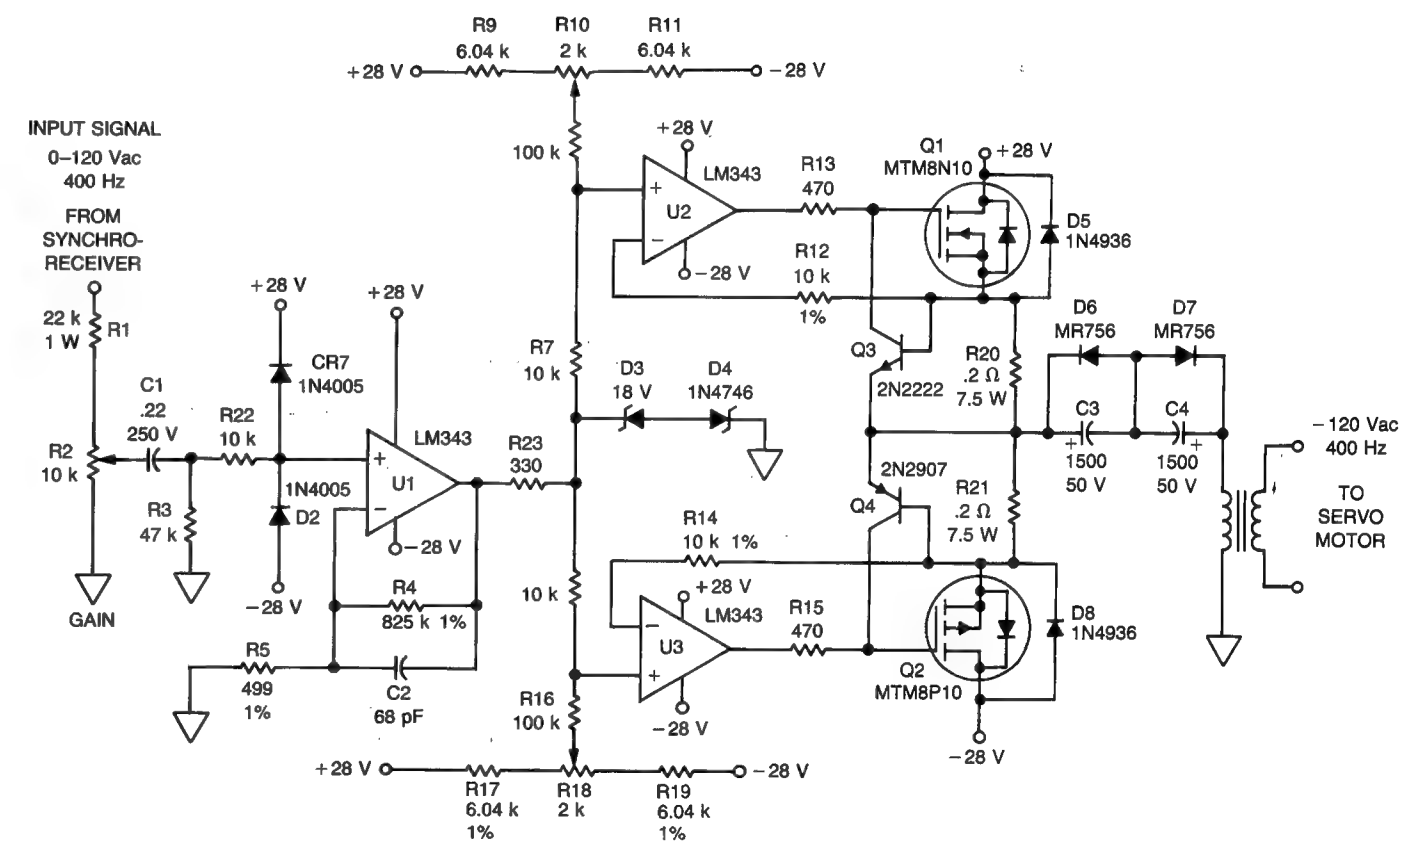 R9
6.04 k
R10
2 k
R11
6.04 k
+28 V
−28 V
INPUT SIGNAL
0–120 Vac
400 Hz
FROM
SYNCHRO-
RECEIVER
22 k
1 W
R1
R2
10 k
GAIN
C1
.22
250 V
R3
47 k
R22
10 k
+28 V
CR7
1N4005
1N4005
D2
−28 V
+28 V
LM343
+
U1
−
−28 V
R4
825 k 1%
R5
499
1%
C2
68 pF
R23
330
100 k
R7
10 k
D3
18 V
D4
1N4746
10 k
R16
100 k
+28 V
LM343
+
U2
−
−28 V
R13
470
R12
10 k
1%
Q1
MTM8N10
+28 V
D5
1N4936
Q3
2N2222
R20
.2 Ω
7.5 W
D6
MR756
D7
MR756
C3
+
1500
50 V
C4
+
1500
50 V
−120 Vac
400 Hz
TO
SERVO
MOTOR
2N2907
Q4
R21
.2 Ω
7.5 W
R14
10 k 1%
+28 V
LM343
−
U3
+
−28 V
R15
470
Q2
MTM8P10
D8
1N4936
−28 V
+28 V
−28 V
R17
6.04 k
1%
R18
2 k
R19
6.04 k
1%